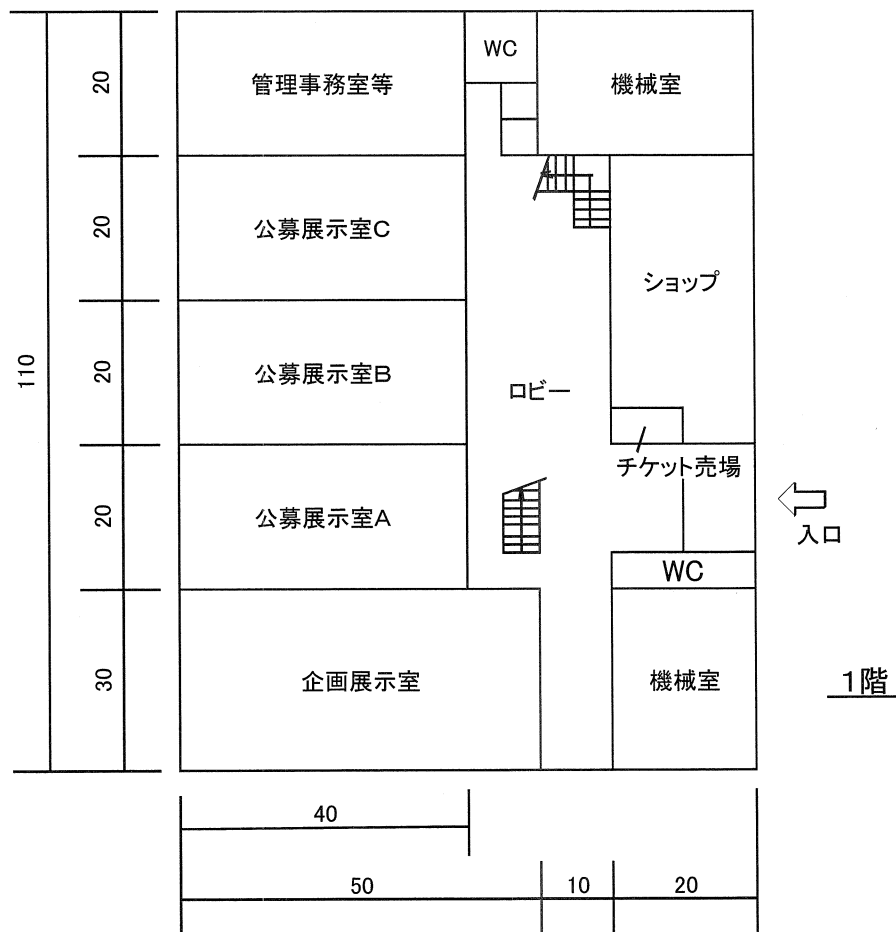 WC
20
管理事務室等
機械室
20
公募展示室C
ショップ
110
20
公募展示室B
ロビー
チケット売場
20
公募展示室A
入口
WC
30
企画展示室
機械室
1階
40
50
10
20